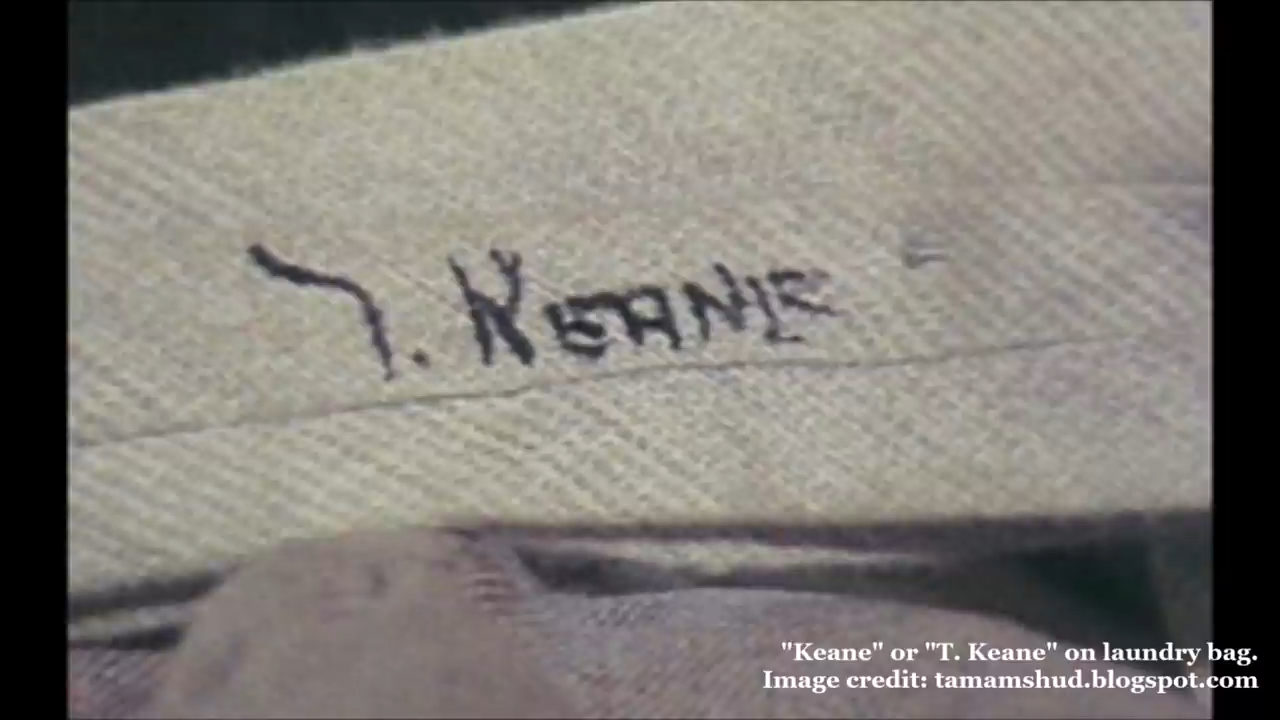 T. KEANE
"Keane" or "T. Keane" on laundry bag.
Image credit: tamamshud.blogspot.com